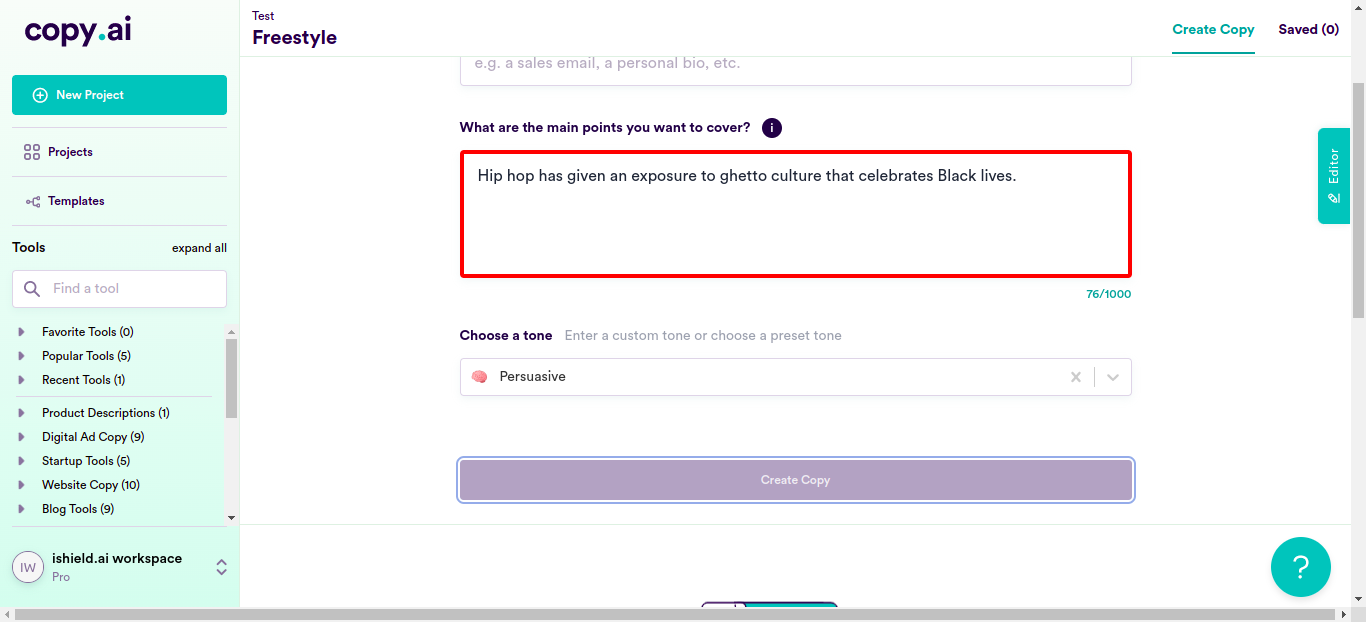 copy.ai
New Project
Projects
Templates
Tools
expand all
Find a tool
Favorite Tools (0)
Popular Tools (5)
Recent Tools (1)
Product Descriptions (1)
Digital Ad Copy (9)
Startup Tools (5)
Website Copy (10)
Blog Tools (9)
IW
ishield.ai workspace
Pro
Test
Freestyle
Create Copy
Saved (0)
e.g. a sales email, a personal bio, etc.
What are the main points you want to cover?
i
Hip hop has given an exposure to ghetto culture that celebrates Black lives.
76/1000
Choose a tone
Enter a custom tone or choose a preset tone
Persuasive
Create Copy
Editor
?